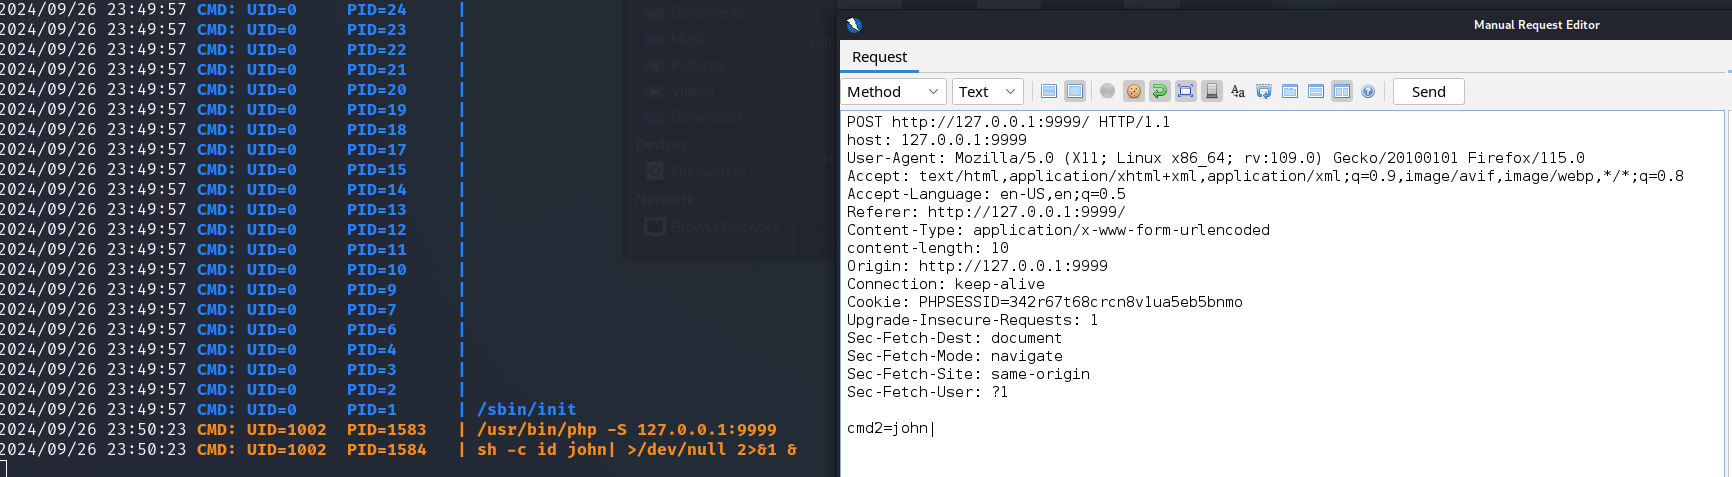 2024/09/26 23:49:57 CMD: UID=0 PID=24 |
2024/09/26 23:49:57 CMD: UID=0 PID=23 |
2024/09/26 23:49:57 CMD: UID=0 PID=22 |
2024/09/26 23:49:57 CMD: UID=0 PID=21 |
2024/09/26 23:49:57 CMD: UID=0 PID=20 |
2024/09/26 23:49:57 CMD: UID=0 PID=19 |
2024/09/26 23:49:57 CMD: UID=0 PID=18 |
2024/09/26 23:49:57 CMD: UID=0 PID=17 |
2024/09/26 23:49:57 CMD: UID=0 PID=15 |
2024/09/26 23:49:57 CMD: UID=0 PID=14 |
2024/09/26 23:49:57 CMD: UID=0 PID=13 |
2024/09/26 23:49:57 CMD: UID=0 PID=12 |
2024/09/26 23:49:57 CMD: UID=0 PID=11 |
2024/09/26 23:49:57 CMD: UID=0 PID=10 |
2024/09/26 23:49:57 CMD: UID=0 PID=9 |
2024/09/26 23:49:57 CMD: UID=0 PID=7 |
2024/09/26 23:49:57 CMD: UID=0 PID=6 |
2024/09/26 23:49:57 CMD: UID=0 PID=4 |
2024/09/26 23:49:57 CMD: UID=0 PID=3 |
2024/09/26 23:49:57 CMD: UID=0 PID=2 |
2024/09/26 23:49:57 CMD: UID=0 PID=1 | /sbin/init
2024/09/26 23:50:23 CMD: UID=1002 PID=1583 | /usr/bin/php -S 127.0.0.1:9999
2024/09/26 23:50:23 CMD: UID=1002 PID=1584 | sh -c id john| >/dev/null 2>&1 &
Documents
Music
Pictures
Videos
Downloads
Devices
File System
Network
Browse Network
Manual Request Editor
Request
Method Text Send
POST http://127.0.0.1:9999/ HTTP/1.1
host: 127.0.0.1:9999
User-Agent: Mozilla/5.0 (X11; Linux x86_64; rv:109.0) Gecko/20100101 Firefox/115.0
Accept: text/html,application/xhtml+xml,application/xml;q=0.9,image/avif,image/webp,*/*;q=0.8
Accept-Language: en-US,en;q=0.5
Referer: http://127.0.0.1:9999/
Content-Type: application/x-www-form-urlencoded
content-length: 10
Origin: http://127.0.0.1:9999
Connection: keep-alive
Cookie: PHPSESSID=342r67t68crcn8v1ua5eb5bnmo
Upgrade-Insecure-Requests: 1
Sec-Fetch-Dest: document
Sec-Fetch-Mode: navigate
Sec-Fetch-Site: same-origin
Sec-Fetch-User: ?1
cmd2=john|